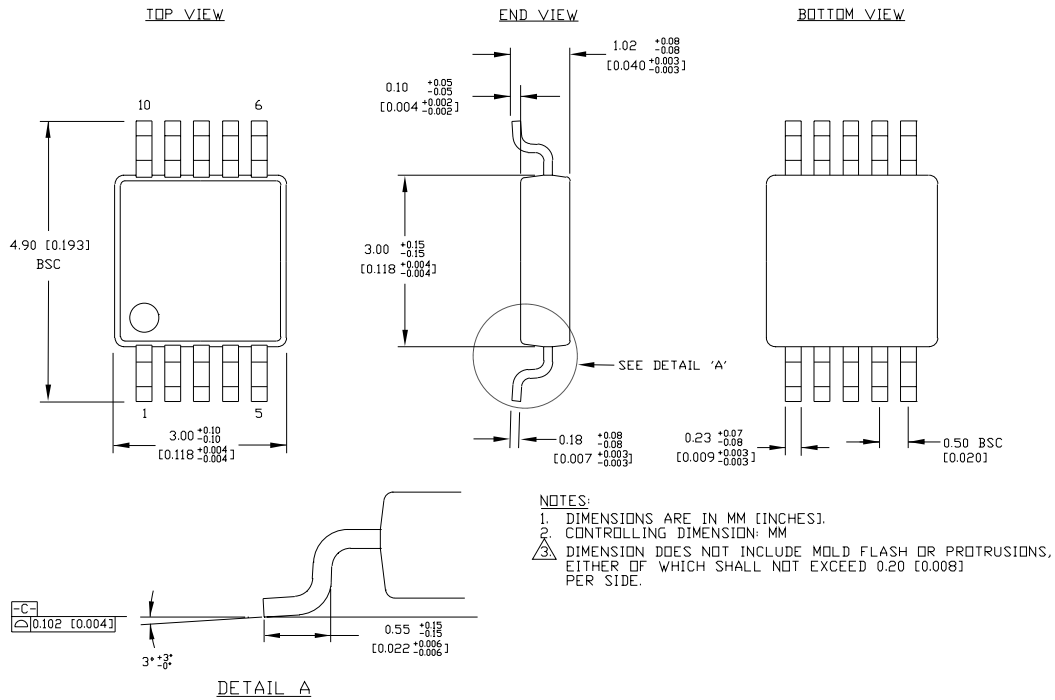 TOP VIEW
END VIEW
BOTTOM VIEW
1.02 +0.08 -0.08
[0.040 +0.003 -0.003]
0.10 +0.05 -0.05
[0.004 +0.002 -0.002]
10
6
4.90 [0.193]
BSC
3.00 +0.15 -0.15
[0.118 +0.004 -0.004]
SEE DETAIL 'A'
1
5
3.00 +0.10 -0.10
[0.118 +0.004 -0.004]
0.18 +0.08 -0.08
[0.007 +0.003 -0.003]
0.23 +0.07 -0.08
[0.009 +0.003 -0.003]
0.50 BSC
[0.020]
NOTES:
1. DIMENSIONS ARE IN MM [INCHES].
2. CONTROLLING DIMENSION: MM
3. DIMENSION DOES NOT INCLUDE MOLD FLASH OR PROTRUSIONS,
EITHER OF WHICH SHALL NOT EXCEED 0.20 [0.008]
PER SIDE.
-C-
0.102 [0.004]
0.55 +0.15 -0.15
[0.022 +0.006 -0.006]
3° +3° -0°
DETAIL A